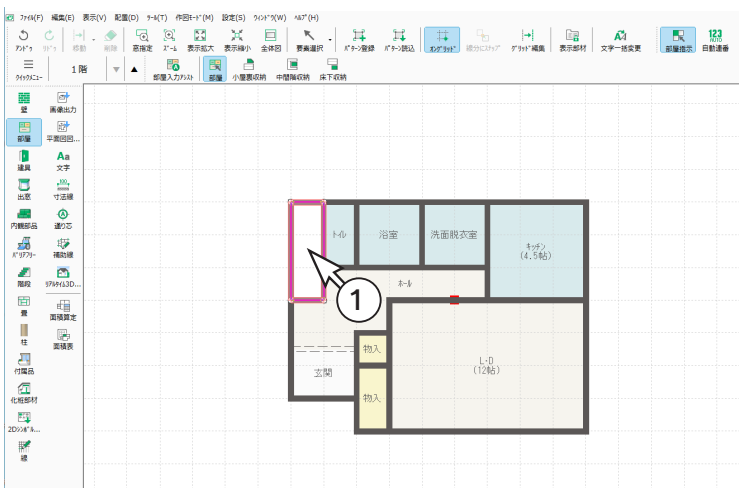 ファイル(F) 編集(E) 表示(V) 配置(D) ツール(T) 作図モード(M) 設定(S) ウィンドウ(W) ヘルプ(H)
アンドゥ リドゥ 移動 削除 窓指定 ズーム 表示拡大 表示縮小 全体図 要素選択 パターン登録 パターン読込 オングリッド 線分にスナップ グリッド編集 表示部材 文字一括変更 部屋指示 自動連番
123
AUTO
クイックメニュー 1 階 部屋入力アシスト 部屋 小屋裏収納 中間階収納 床下収納
壁 画像出力
部屋 平面図図...
建具 Aa 文字
出窓 寸法線
内観部品 通り芯
バリアフリー 補助線
階段 リアルタイム3D...
畳 面積算定
柱 面積表
付属品
化粧部材
2Dシンボル...
線
トイレ 浴室 洗面脱衣室 キッチン
(4.5帖)
ホール
1
物入
L・D
(12帖)
玄関
物入